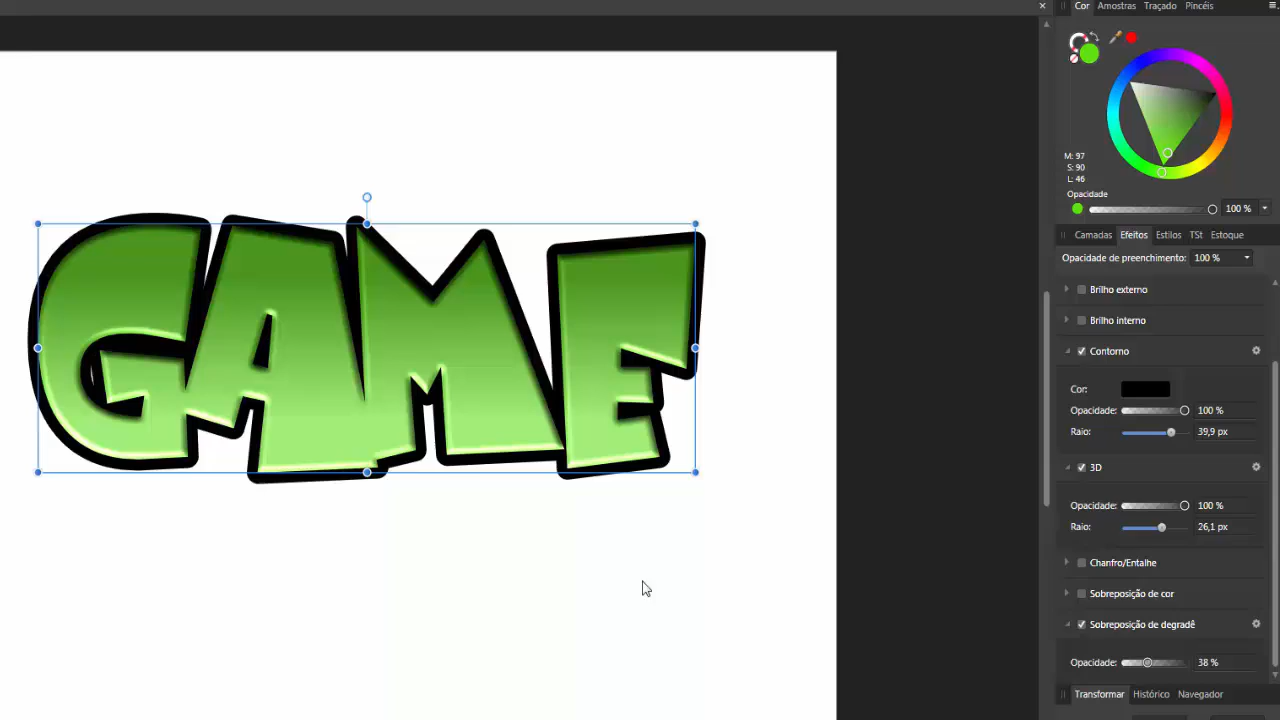 Cor Amostras Traçado Pincéis
M: 97
S: 90
L: 46
Opacidade
100 %
Camadas Efeitos Estilos TSt Estoque
Opacidade de preenchimento: 100 %
Brilho externo
Brilho interno
Contorno
Cor:
Opacidade: 100 %
Raio: 39,9 px
3D
Opacidade: 100 %
Raio: 26,1 px
Chanfro/Entalhe
Sobreposição de cor
Sobreposição de degradê
Opacidade: 38 %
Transformar Histórico Navegador
GAME